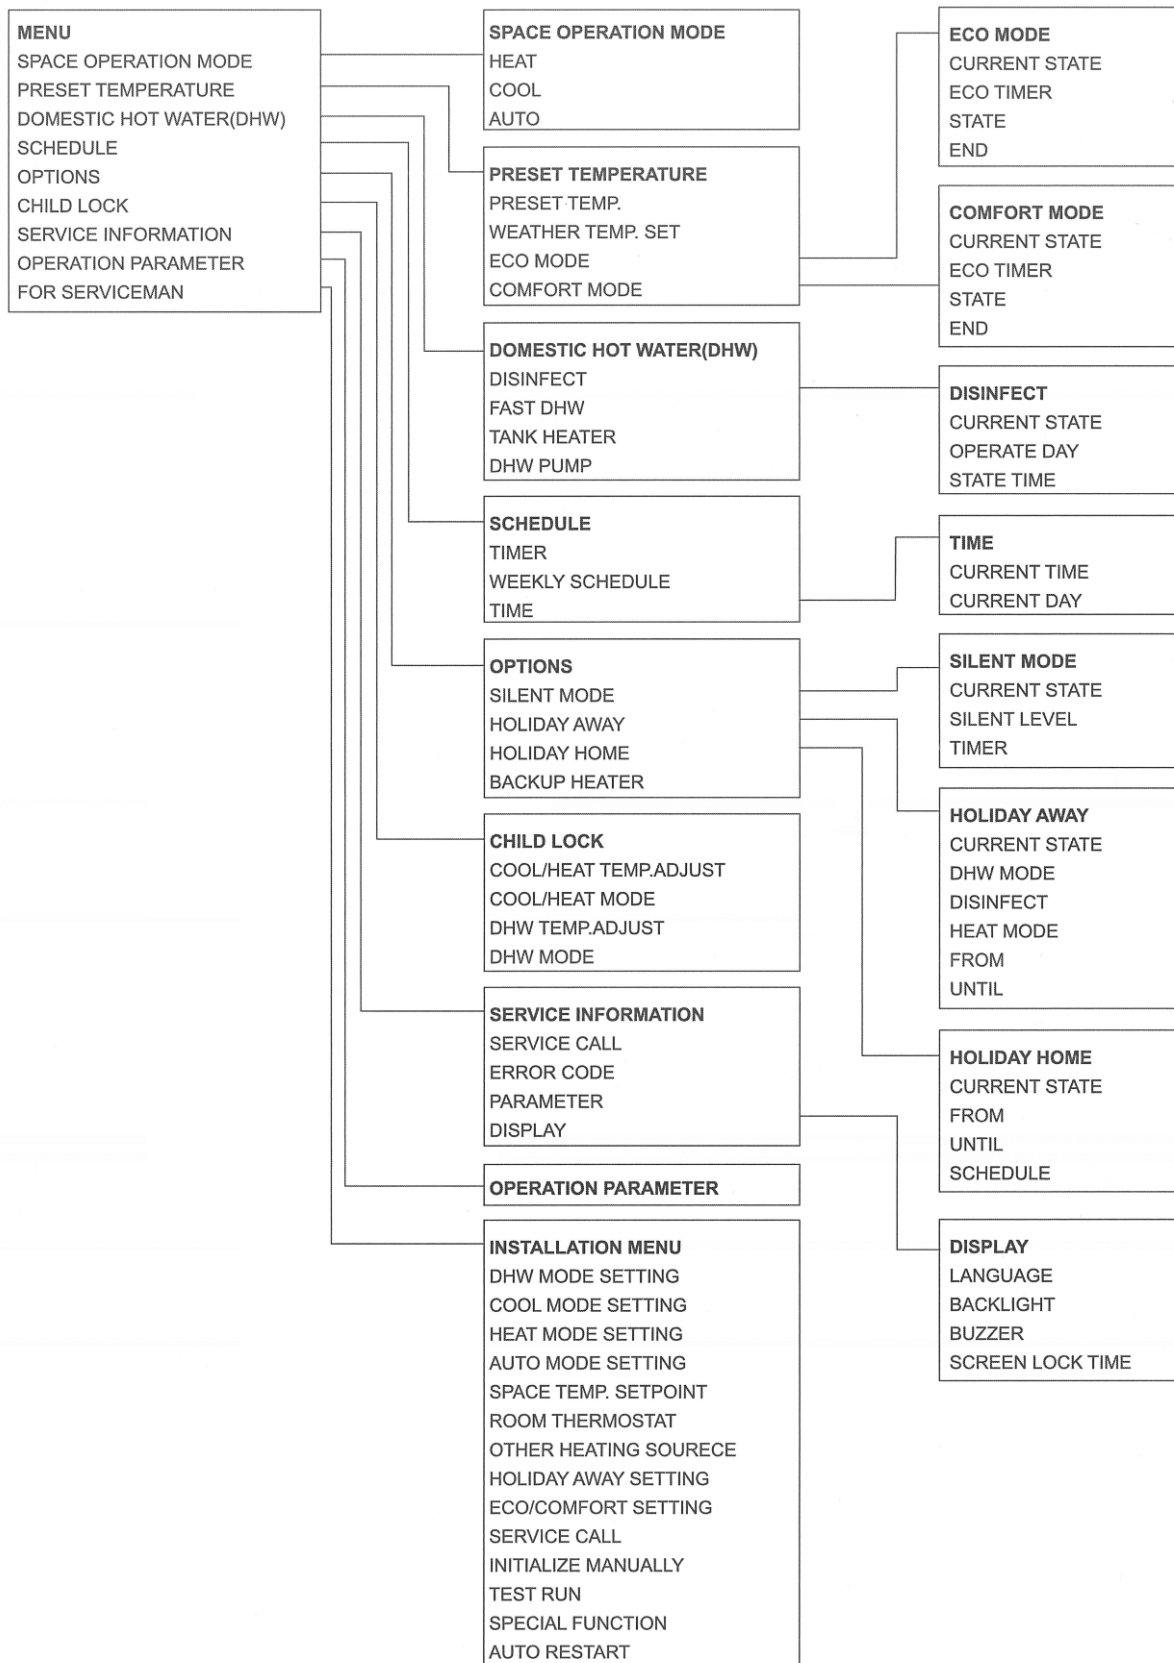 MENU
SPACE OPERATION MODE
PRESET TEMPERATURE
DOMESTIC HOT WATER(DHW)
SCHEDULE
OPTIONS
CHILD LOCK
SERVICE INFORMATION
OPERATION PARAMETER
FOR SERVICEMAN
SPACE OPERATION MODE
HEAT
COOL
AUTO
PRESET TEMPERATURE
PRESET TEMP.
WEATHER TEMP. SET
ECO MODE
COMFORT MODE
DOMESTIC HOT WATER(DHW)
DISINFECT
FAST DHW
TANK HEATER
DHW PUMP
SCHEDULE
TIMER
WEEKLY SCHEDULE
TIME
OPTIONS
SILENT MODE
HOLIDAY AWAY
HOLIDAY HOME
BACKUP HEATER
CHILD LOCK
COOL/HEAT TEMP.ADJUST
COOL/HEAT MODE
DHW TEMP.ADJUST
DHW MODE
SERVICE INFORMATION
SERVICE CALL
ERROR CODE
PARAMETER
DISPLAY
OPERATION PARAMETER
INSTALLATION MENU
DHW MODE SETTING
COOL MODE SETTING
HEAT MODE SETTING
AUTO MODE SETTING
SPACE TEMP. SETPOINT
ROOM THERMOSTAT
OTHER HEATING SOURECE
HOLIDAY AWAY SETTING
ECO/COMFORT SETTING
SERVICE CALL
INITIALIZE MANUALLY
TEST RUN
SPECIAL FUNCTION
AUTO RESTART
ECO MODE
CURRENT STATE
ECO TIMER
STATE
END
COMFORT MODE
CURRENT STATE
ECO TIMER
STATE
END
DISINFECT
CURRENT STATE
OPERATE DAY
STATE TIME
TIME
CURRENT TIME
CURRENT DAY
SILENT MODE
CURRENT STATE
SILENT LEVEL
TIMER
HOLIDAY AWAY
CURRENT STATE
DHW MODE
DISINFECT
HEAT MODE
FROM
UNTIL
HOLIDAY HOME
CURRENT STATE
FROM
UNTIL
SCHEDULE
DISPLAY
LANGUAGE
BACKLIGHT
BUZZER
SCREEN LOCK TIME